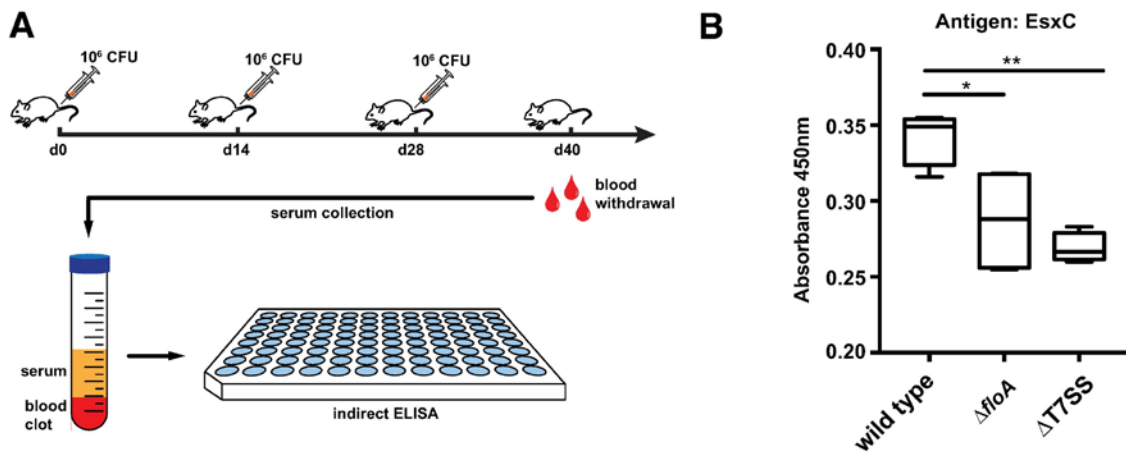 A
10⁶ CFU
10⁶ CFU
10⁶ CFU
d0
d14
d28
d40
blood
withdrawal
serum collection
serum
blood
clot
indirect ELISA
B
Antigen: EsxC
**
*
Absorbance 450nm
0.40
0.35
0.30
0.25
0.20
wild type
ΔfloA
ΔT7SS